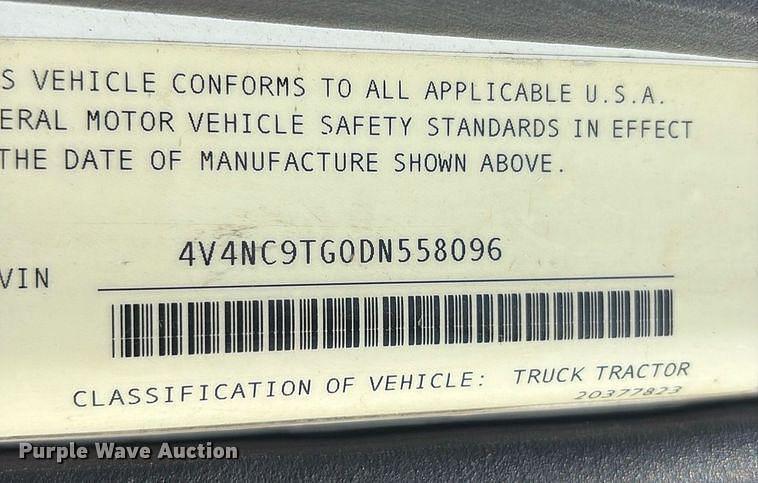 S VEHICLE CONFORMS TO ALL APPLICABLE U.S.A.
ERAL MOTOR VEHICLE SAFETY STANDARDS IN EFFECT
THE DATE OF MANUFACTURE SHOWN ABOVE.
4V4NC9TG0DN558096
VIN
CLASSIFICATION OF VEHICLE: TRUCK TRACTOR
20377823
Purple Wave Auction